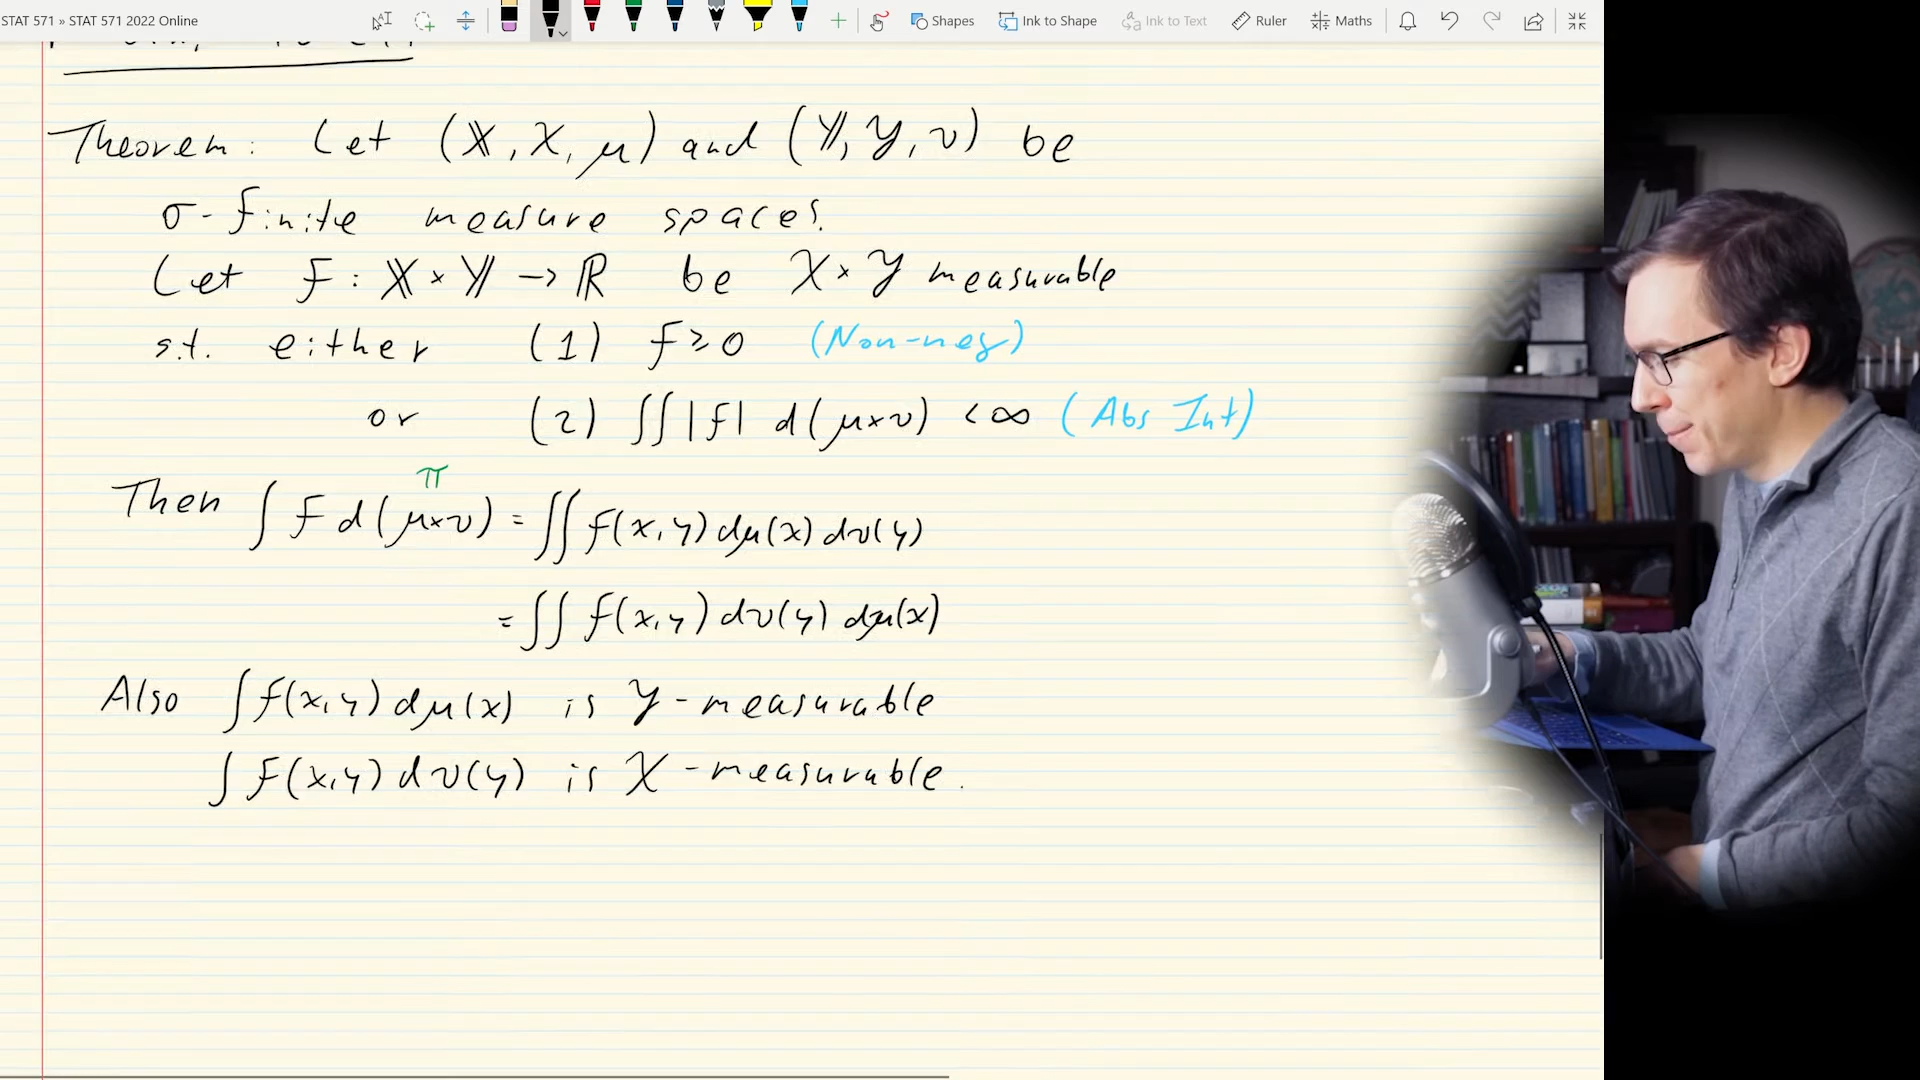 STAT 571 » STAT 571 2022 Online
Shapes Ink to Shape Ink to Text Ruler Maths
Theorem: Let (𝕏, 𝒳, μ) and (𝕐, 𝒴, ν) be
σ-finite measure spaces.
Let f : 𝕏 × 𝕐 → ℝ be 𝒳 × 𝒴 measurable
s.t. either (1) f ≥ 0 (Non-neg)
or (2) ∬ |f| d(μ×ν) < ∞ (Abs Int)
π
Then ∫ f d(μ×ν) = ∬ f(x,y) dμ(x) dν(y)
= ∬ f(x,y) dν(y) dμ(x)
Also ∫ f(x,y) dμ(x) is 𝒴-measurable
∫ f(x,y) dν(y) is 𝒳-measurable.